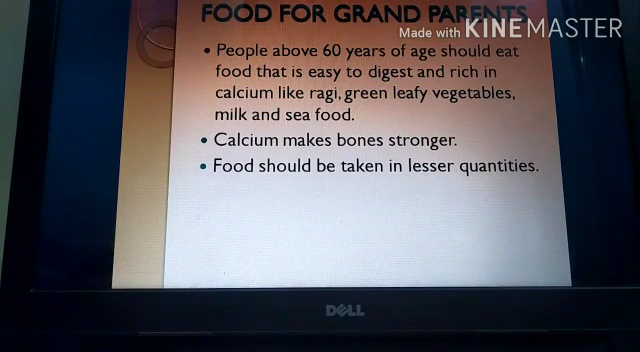 FOOD FOR GRAND PARENTS
Made with KINEMASTER
• People above 60 years of age should eat
food that is easy to digest and rich in
calcium like ragi, green leafy vegetables,
milk and sea food.
• Calcium makes bones stronger.
• Food should be taken in lesser quantities.
DELL